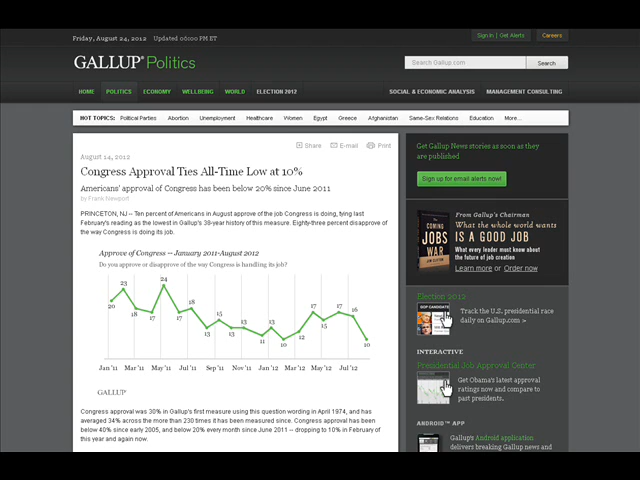 Friday, August 24, 2012 Updated 06:00 PM ET
Sign In | Get Alerts
Careers
GALLUP® Politics
Search Gallup.com
Search
HOME POLITICS ECONOMY WELLBEING WORLD ELECTION 2012 SOCIAL & ECONOMIC ANALYSIS MANAGEMENT CONSULTING
HOT TOPICS: Political Parties Abortion Unemployment Healthcare Women Egypt Greece Afghanistan Same-Sex Relations Education More...
Share E-mail Print
August 14, 2012
Congress Approval Ties All-Time Low at 10%
Americans' approval of Congress has been below 20% since June 2011
by Frank Newport
PRINCETON, NJ -- Ten percent of Americans in August approve of the job Congress is doing, tying last
February's reading as the lowest in Gallup's 38-year history of this measure. Eighty-three percent disapprove of
the way Congress is doing its job.
Approve of Congress -- January 2011-August 2012
Do you approve or disapprove of the way Congress is handling its job?
20 23 18 17 24 17 18 13 15 13 13 11 13 10 12 17 15 17 16 10
Jan '11 Mar '11 May '11 Jul '11 Sep '11 Nov '11 Jan '12 Mar '12 May '12 Jul '12
GALLUP
Congress approval was 30% in Gallup's first measure using this question wording in April 1974, and has
averaged 34% across the more than 230 times it has been measured since. Congress approval has been
below 40% since early 2005, and below 20% every month since June 2011 -- dropping to 10% in February of
this year and again now.
Get Gallup News stories as soon as they
are published
Sign up for email alerts now!
THE
COMING
JOBS
WAR
JIM CLIFTON
From Gallup's Chairman
What the whole world wants
IS A GOOD JOB
What every leader must know about
the future of job creation
Learn more or Order now
Election 2012
GOP CANDIDATE
Track the U.S. presidential race
daily on Gallup.com >
INTERACTIVE
Presidential Job Approval Center
Get Obama's latest approval
ratings now and compare to
past presidents.
ANDROID™ APP
Gallup's Android application
delivers breaking Gallup news and